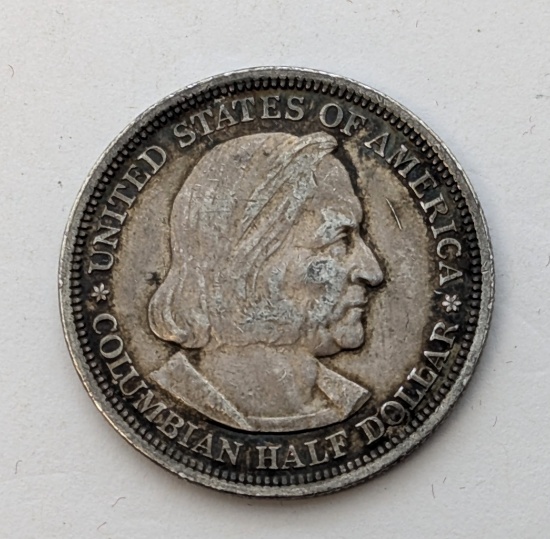 UNITED STATES OF AMERICA
COLUMBIAN HALF DOLLAR